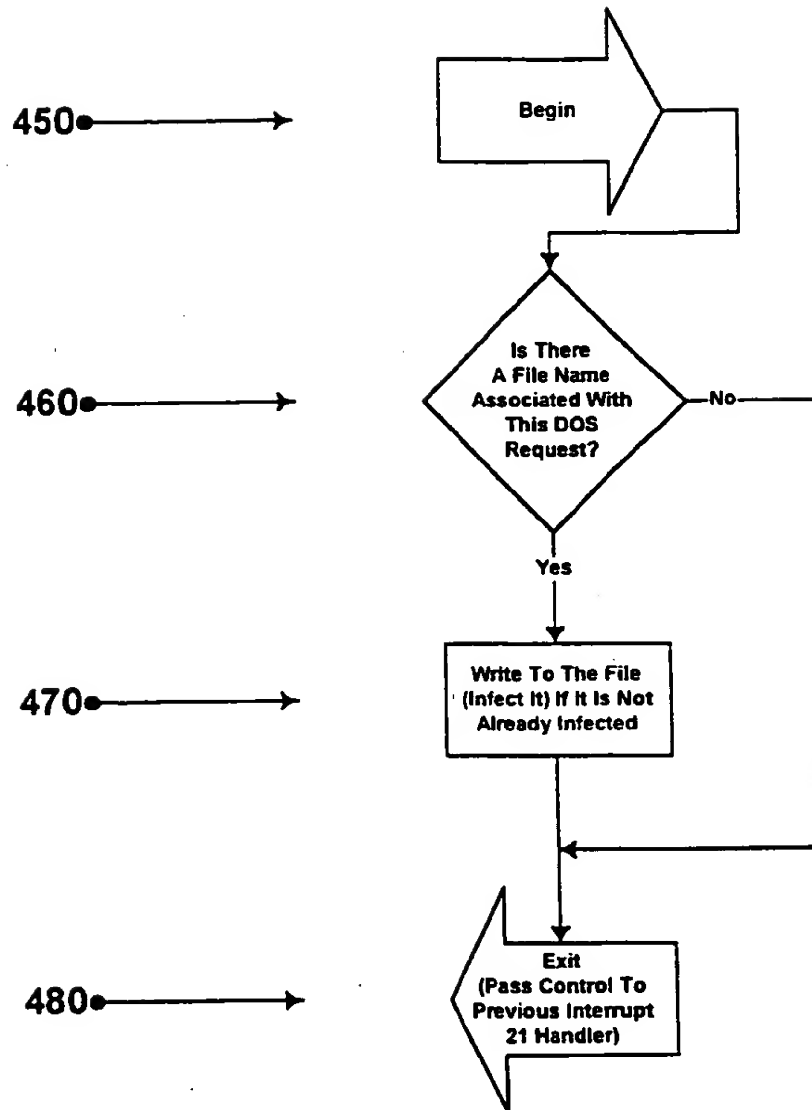 450
Begin
460
Is There
A File Name
Associated With
This DOS
Request?
No
Yes
470
Write To The File
(Infect It) If It Is Not
Already Infected
480
Exit
(Pass Control To
Previous Interrupt
21 Handler)